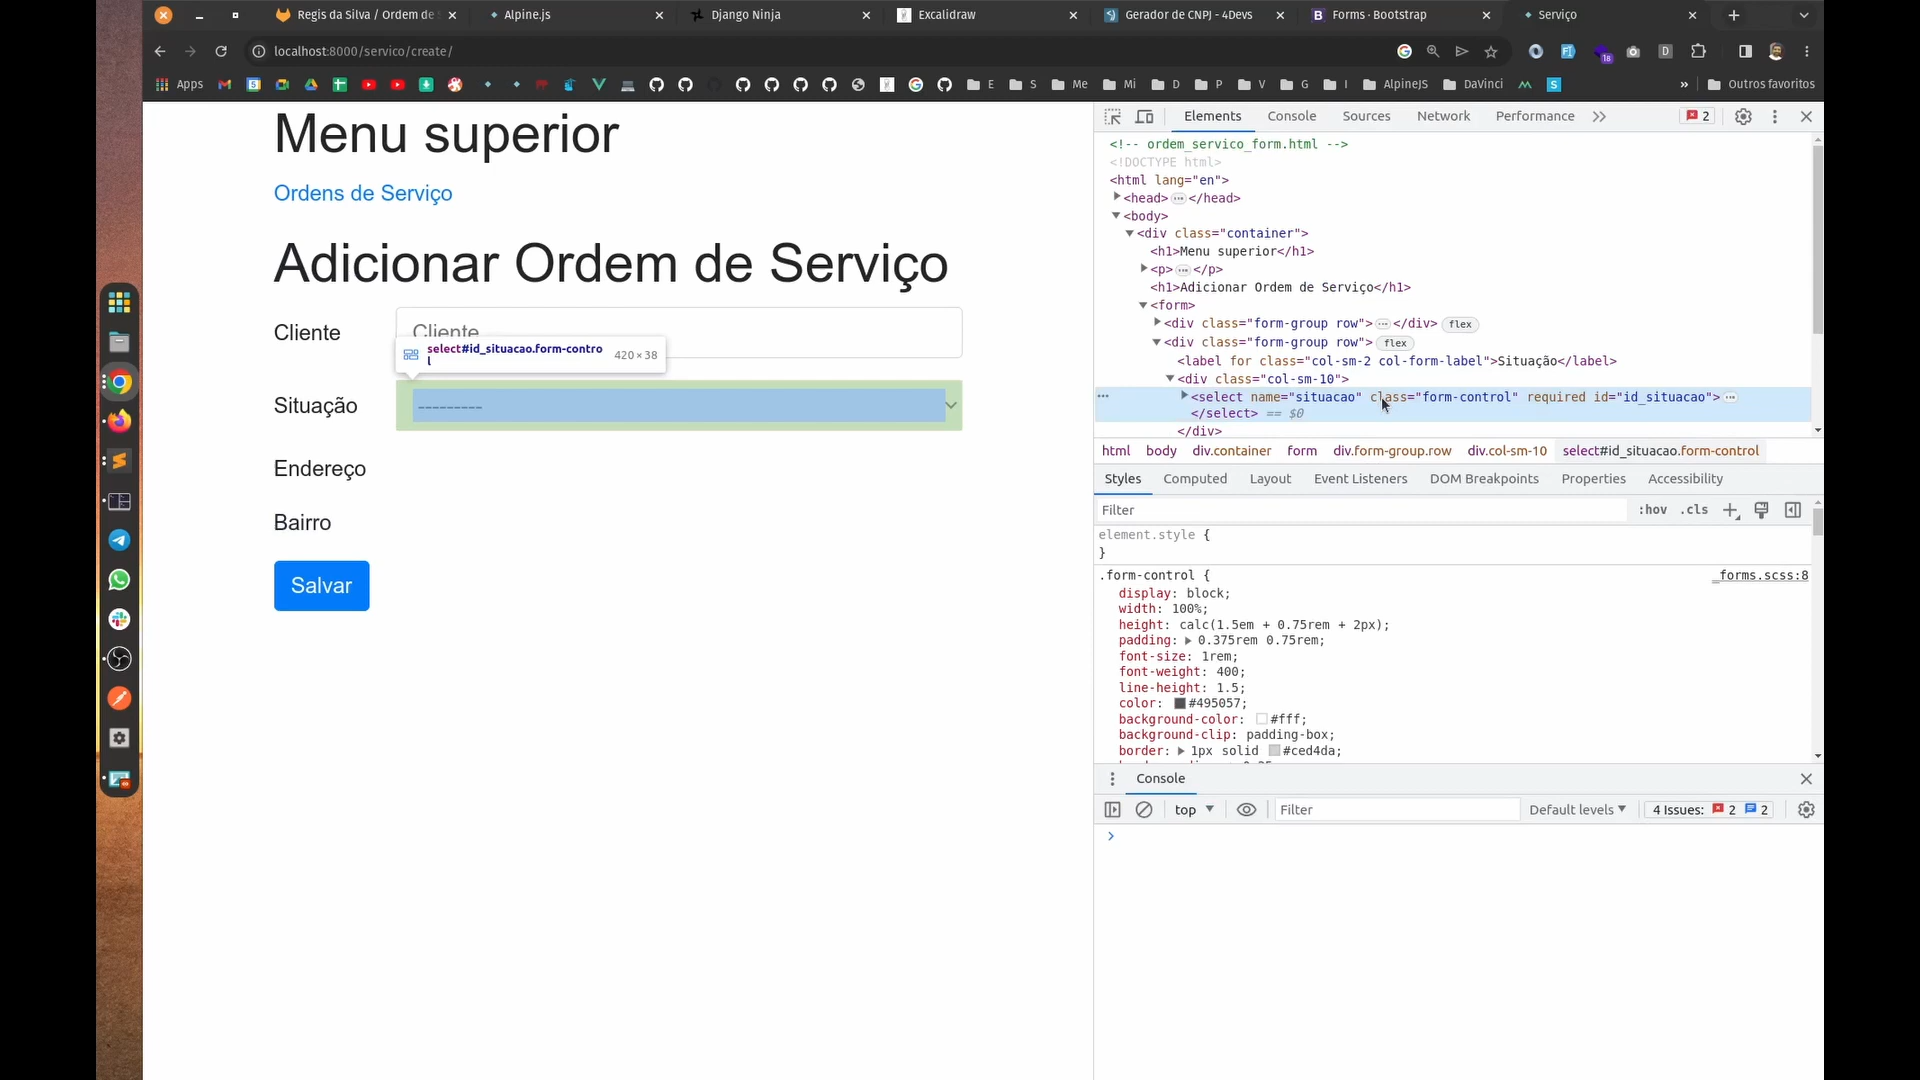 Regis da Silva / Ordem de S
Alpine.js
Django Ninja
Excalidraw
Gerador de CNPJ - 4Devs
Forms · Bootstrap
Serviço
localhost:8000/servico/create/
18
Apps
E
S
Me
Mi
D
P
V
G
I
AlpineJS
DaVinci
»
Outros favoritos
Menu superior
Ordens de Serviço
Adicionar Ordem de Serviço
Cliente
Cliente
select#id_situacao.form-contro
l
420 × 38
Situação
---------
Endereço
Bairro
Salvar
Elements
Console
Sources
Network
Performance
2
<!-- ordem_servico_form.html -->
<!DOCTYPE html>
<html lang="en">
<head> … </head>
<body>
<div class="container">
<h1>Menu superior</h1>
<p> … </p>
<h1>Adicionar Ordem de Serviço</h1>
<form>
<div class="form-group row"> … </div> flex
<div class="form-group row"> flex
<label for class="col-sm-2 col-form-label">Situação</label>
<div class="col-sm-10">
… <select name="situacao" class="form-control" required id="id_situacao"> …
</select> == $0
</div>
html body div.container form div.form-group.row div.col-sm-10 select#id_situacao.form-control
Styles
Computed
Layout
Event Listeners
DOM Breakpoints
Properties
Accessibility
Filter
:hov .cls
element.style {
}
.form-control {
_forms.scss:8
display: block;
width: 100%;
height: calc(1.5em + 0.75rem + 2px);
padding: 0.375rem 0.75rem;
font-size: 1rem;
font-weight: 400;
line-height: 1.5;
color: #495057;
background-color: #fff;
background-clip: padding-box;
border: 1px solid #ced4da;
Console
top
Filter
Default levels
4 Issues: 2 2